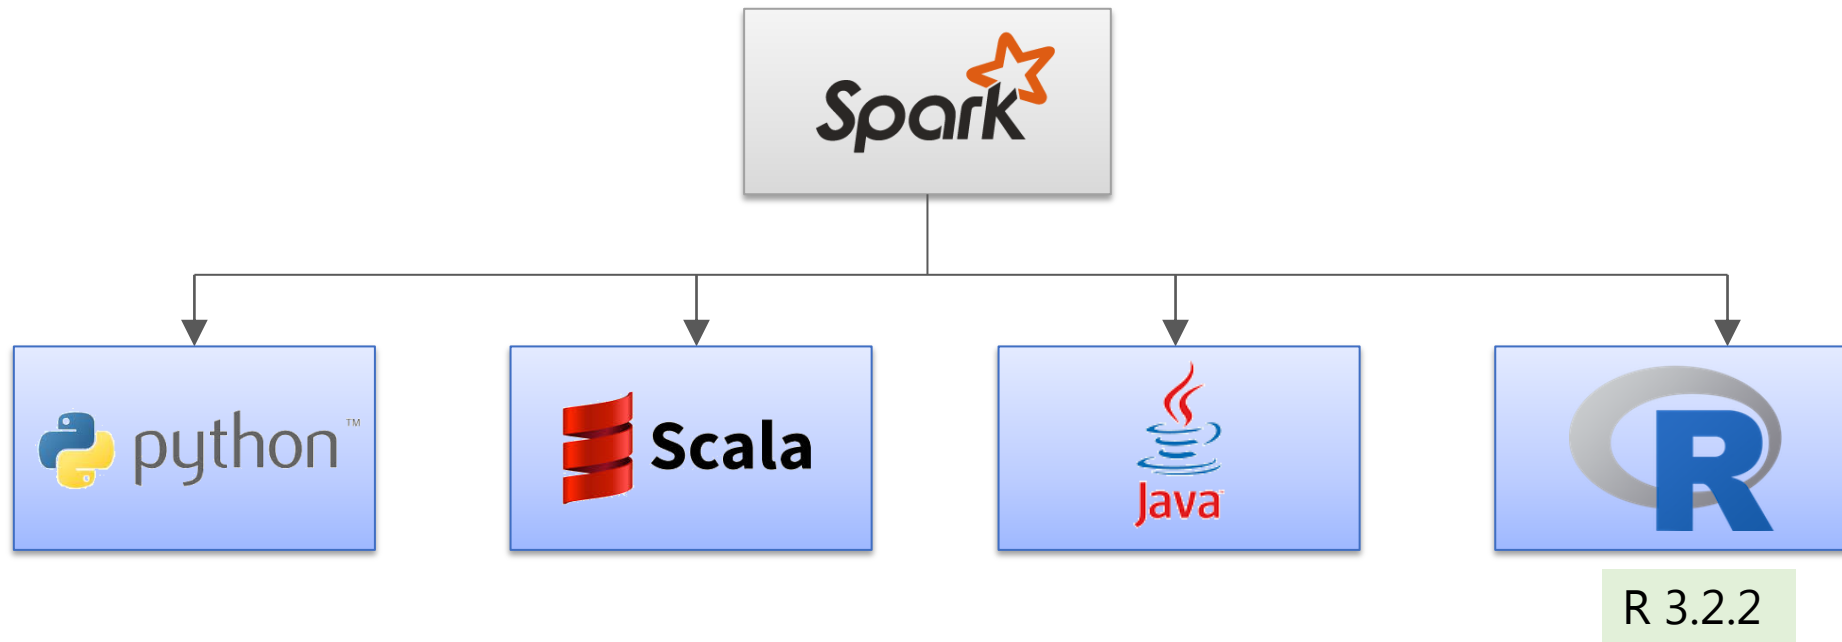 Spark
python™
Scala
Java
R
R 3.2.2